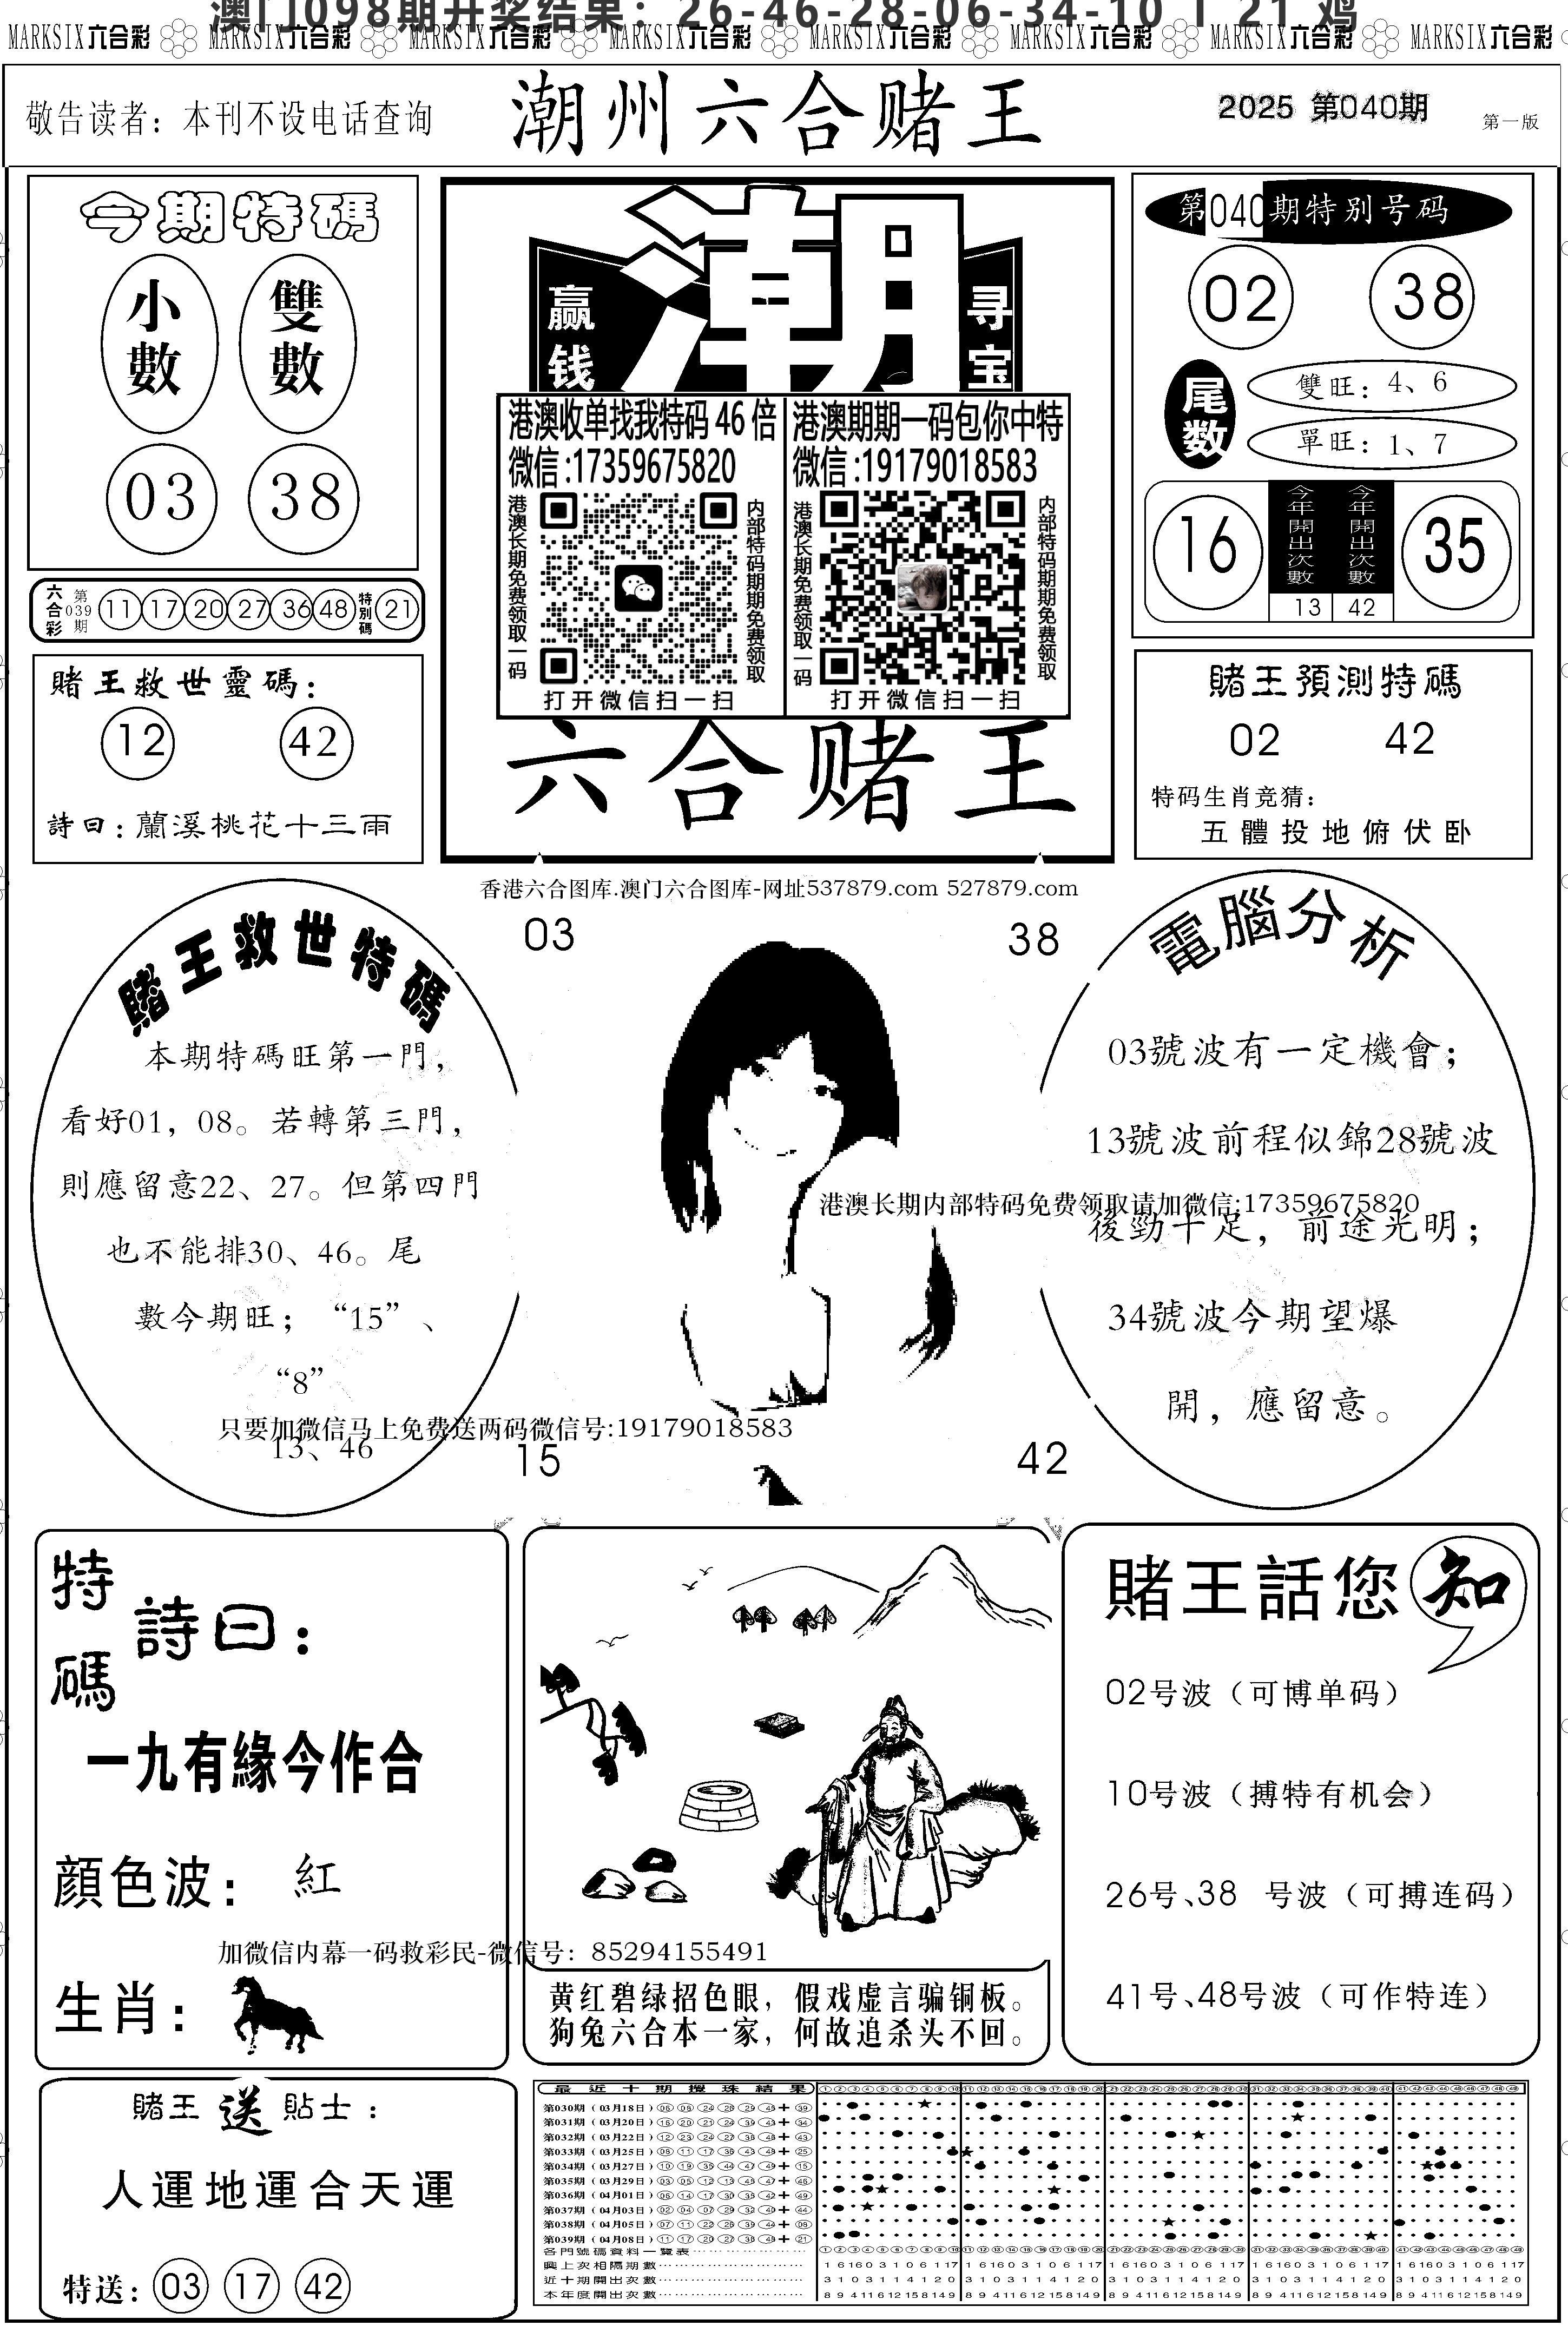 澳门098期开奖结果：26-46-28-06-34-10 T 21 鸡
MARKSIX六合彩 MARKSIX六合彩 MARKSIX六合彩 MARKSIX六合彩 MARKSIX六合彩 MARKSIX六合彩 MARKSIX六合彩 MARKSIX六合彩
敬告读者：本刊不设电话查询
潮州六合赌王
2025 第040期
第一版
今期特碼
小數 雙數
03 38
六合彩 第039期 11 17 20 27 36 48 特別碼 21
賭王救世靈碼：
12 42
詩曰：蘭溪桃花十三雨
潮
赢钱
寻宝
港澳收单找我特码 46 倍
微信:17359675820
港澳长期免费领取一码
内部特码期期免费领取
打开微信扫一扫
港澳期期一码包你中特
微信:19179018583
港澳长期免费领取一码
内部特码期期免费领取
打开微信扫一扫
六合赌王
第040期特别号码
02 38
尾数
雙旺：4、6
單旺：1、7
16 今年開出次數 今年開出次數 35
13 42
賭王預測特碼
02 42
特码生肖竞猜：
五體投地俯伏卧
香港六合图库.澳门六合图库-网址537879.com 527879.com
賭王救世特碼
本期特碼旺第一門，
看好01，08。若轉第三門，
則應留意22、27。但第四門
也不能排30、46。尾
數今期旺；“15”、
“8”
13、46
只要加微信马上免费送两码微信号:19179018583
03 38
15 42
電腦分析
03號波有一定機會；
13號波前程似錦28號波
港澳长期内部特码免费领取请加微信:17359675820
後勁十足，前途光明；
34號波今期望爆
開，應留意。
特碼詩曰：
一九有緣今作合
顔色波：紅
加微信内幕一码救彩民-微信号：85294155491
生肖：
黄红碧绿招色眼，假戏虚言骗铜板。
狗兔六合本一家，何故追杀头不回。
賭王話您知
02号波（可博单码）
10号波（搏特有机会）
26号、38 号波（可搏连码）
41号、48号波（可作特连）
賭王送貼士：
人運地運合天運
特送：03 17 42
最近十期攪珠結果
第030期（03月18日）
第031期（03月20日）
第032期（03月22日）
第033期（03月25日）
第034期（03月27日）
第035期（03月29日）
第036期（04月01日）
第037期（04月03日）
第038期（04月05日）
第039期（04月08日）
各門號碼資料一覽表
與上次相隔期數
近十期開出次數
本年度開出次數